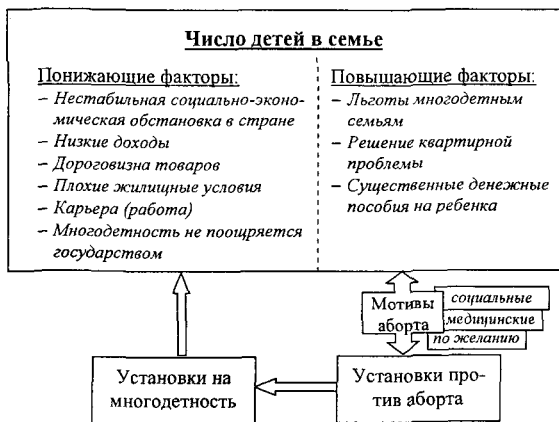 Число детей в семье
Понижающие факторы:
– Нестабильная социально-эконо-
мическая обстановка в стране
– Низкие доходы
– Дороговизна товаров
– Плохие жилищные условия
– Карьера (работа)
– Многодетность не поощряется
государством
Повышающие факторы:
– Льготы многодетным
семьям
– Решение квартирной
проблемы
– Существенные денежные
пособия на ребенка
Мотивы
аборта
социальные
медицинские
по желанию
Установки на
многодетность
Установки про-
тив аборта